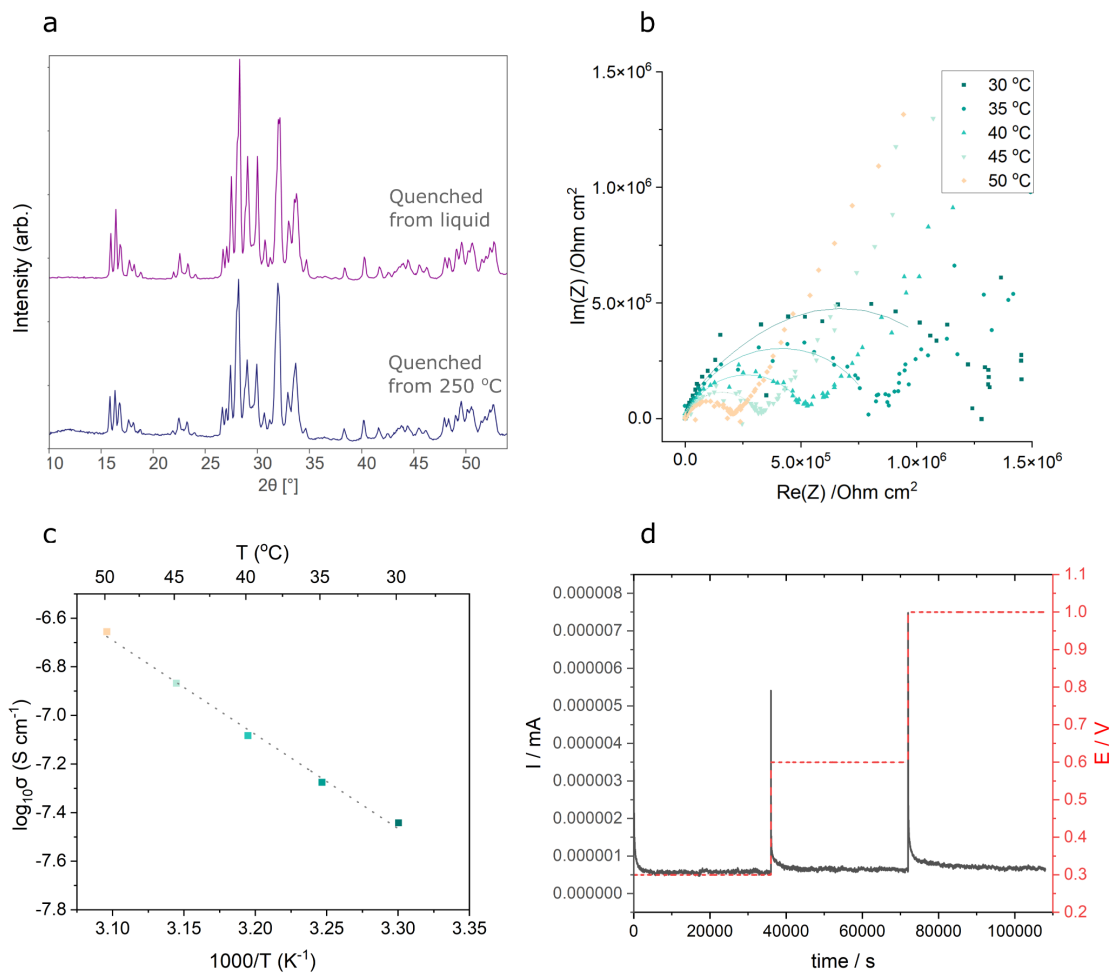 a
Intensity (arb.)
Quenched
from liquid
Quenched
from 250 °C
10 15 20 25 30 35 40 45 50
2θ [°]
b
1.5×10⁶
1.0×10⁶
5.0×10⁵
0.0
Im(Z) /Ohm cm²
30 °C
35 °C
40 °C
45 °C
50 °C
0.0 5.0×10⁵ 1.0×10⁶ 1.5×10⁶
Re(Z) /Ohm cm²
c
T (°C)
50 45 40 35 30
-6.6
-6.8
-7.0
-7.2
-7.4
-7.6
-7.8
log₁₀σ (S cm⁻¹)
3.10 3.15 3.20 3.25 3.30 3.35
1000/T (K⁻¹)
d
0.000008
0.000007
0.000006
0.000005
0.000004
0.000003
0.000002
0.000001
0.000000
I / mA
1.1
1.0
0.9
0.8
0.7
0.6
0.5
0.4
0.3
0.2
E / V
0 20000 40000 60000 80000 100000
time / s